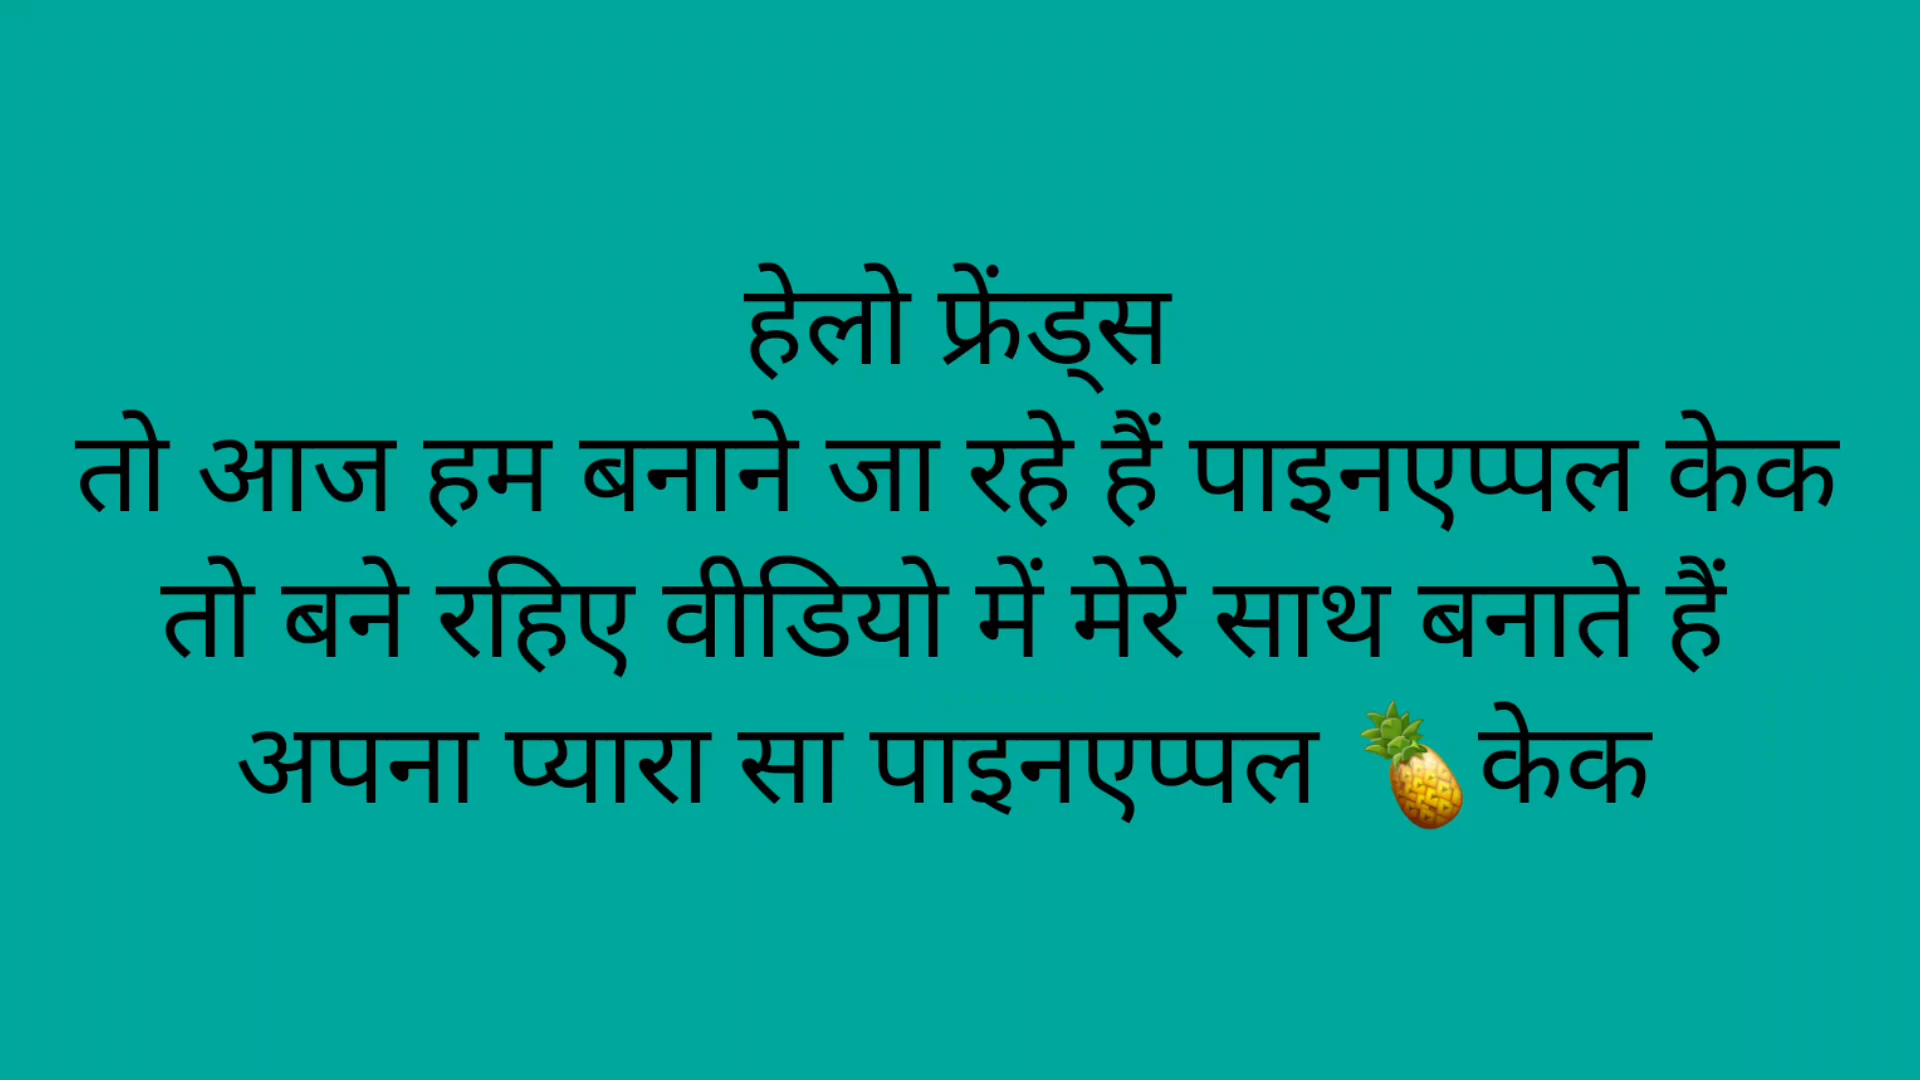 हेलो फ्रेंड्स
तो आज हम बनाने जा रहे हैं पाइनएप्पल केक
तो बने रहिए वीडियो में मेरे साथ बनाते हैं
अपना प्यारा सा पाइनएप्पल 🍍केक